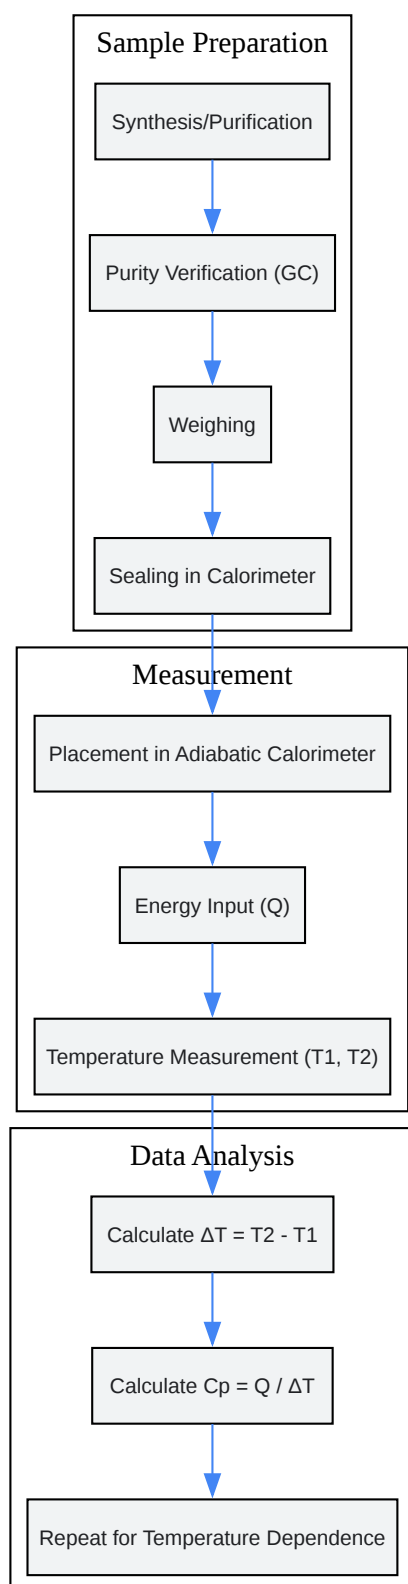 Sample Preparation
Synthesis/Purification
Purity Verification (GC)
Weighing
Sealing in Calorimeter
Measurement
Placement in Adiabatic Calorimeter
Energy Input (Q)
Temperature Measurement (T1, T2)
Data Analysis
Calculate ΔT = T2 - T1
Calculate Cp = Q / ΔT
Repeat for Temperature Dependence